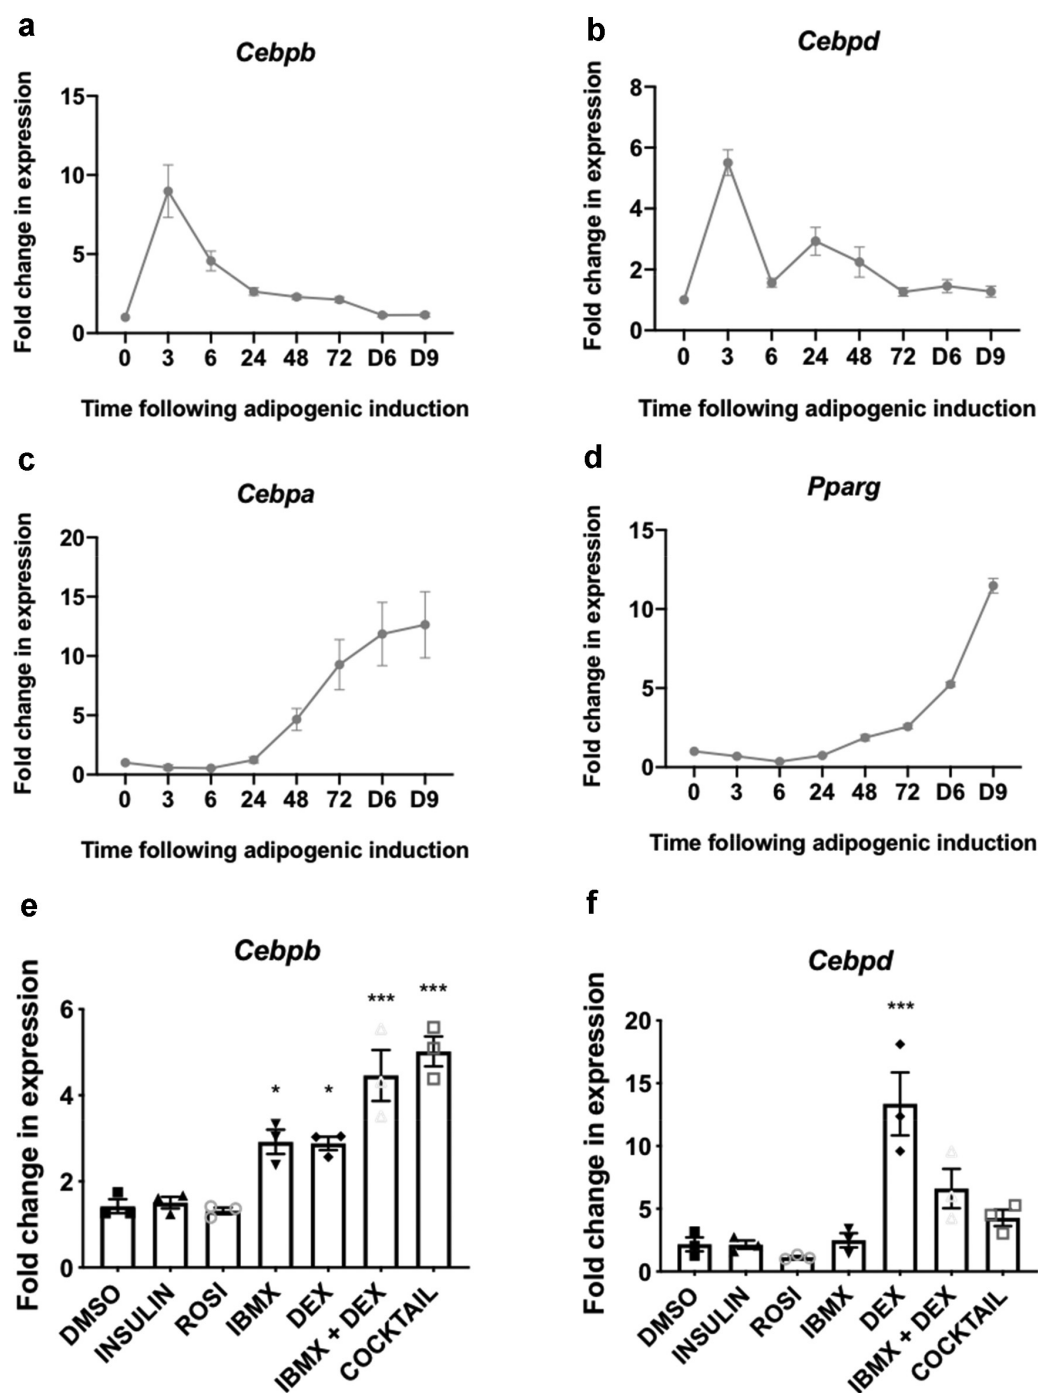 a
Cebpb
Fold change in expression
15
10
5
0
0 3 6 24 48 72 D6 D9
Time following adipogenic induction
b
Cebpd
Fold change in expression
8
6
4
2
0
0 3 6 24 48 72 D6 D9
Time following adipogenic induction
c
Cebpa
Fold change in expression
20
15
10
5
0
0 3 6 24 48 72 D6 D9
Time following adipogenic induction
d
Pparg
Fold change in expression
15
10
5
0
0 3 6 24 48 72 D6 D9
Time following adipogenic induction
e
Cebpb
Fold change in expression
6
4
2
0
* * *** ***
DMSO
INSULIN
ROSI
IBMX
DEX
IBMX + DEX
COCKTAIL
f
Cebpd
Fold change in expression
20
15
10
5
0
***
DMSO
INSULIN
ROSI
IBMX
DEX
IBMX + DEX
COCKTAIL